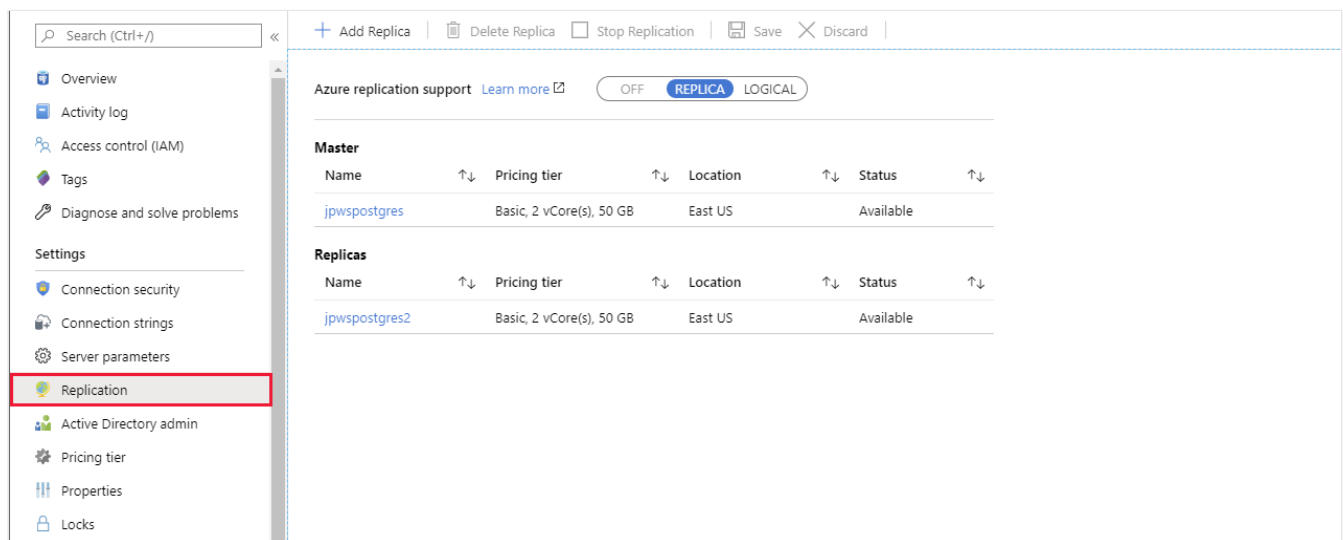 Search (Ctrl+/)
«
Overview
Activity log
Access control (IAM)
Tags
Diagnose and solve problems
Settings
Connection security
Connection strings
Server parameters
Replication
Active Directory admin
Pricing tier
Properties
Locks
+ Add Replica Delete Replica Stop Replication Save Discard
Azure replication support Learn more OFF REPLICA LOGICAL
Master
Name ↑↓ Pricing tier ↑↓ Location ↑↓ Status ↑↓
jpwspostgres Basic, 2 vCore(s), 50 GB East US Available
Replicas
Name ↑↓ Pricing tier ↑↓ Location ↑↓ Status ↑↓
jpwspostgres2 Basic, 2 vCore(s), 50 GB East US Available